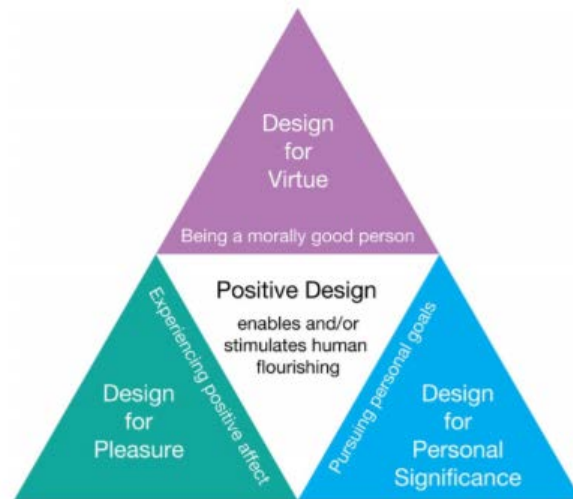 Design
for
Virtue
Being a morally good person
Positive Design
enables and/or
stimulates human
flourishing
Experiencing positive affect
Pursuing personal goals
Design
for
Pleasure
Design
for
Personal
Significance